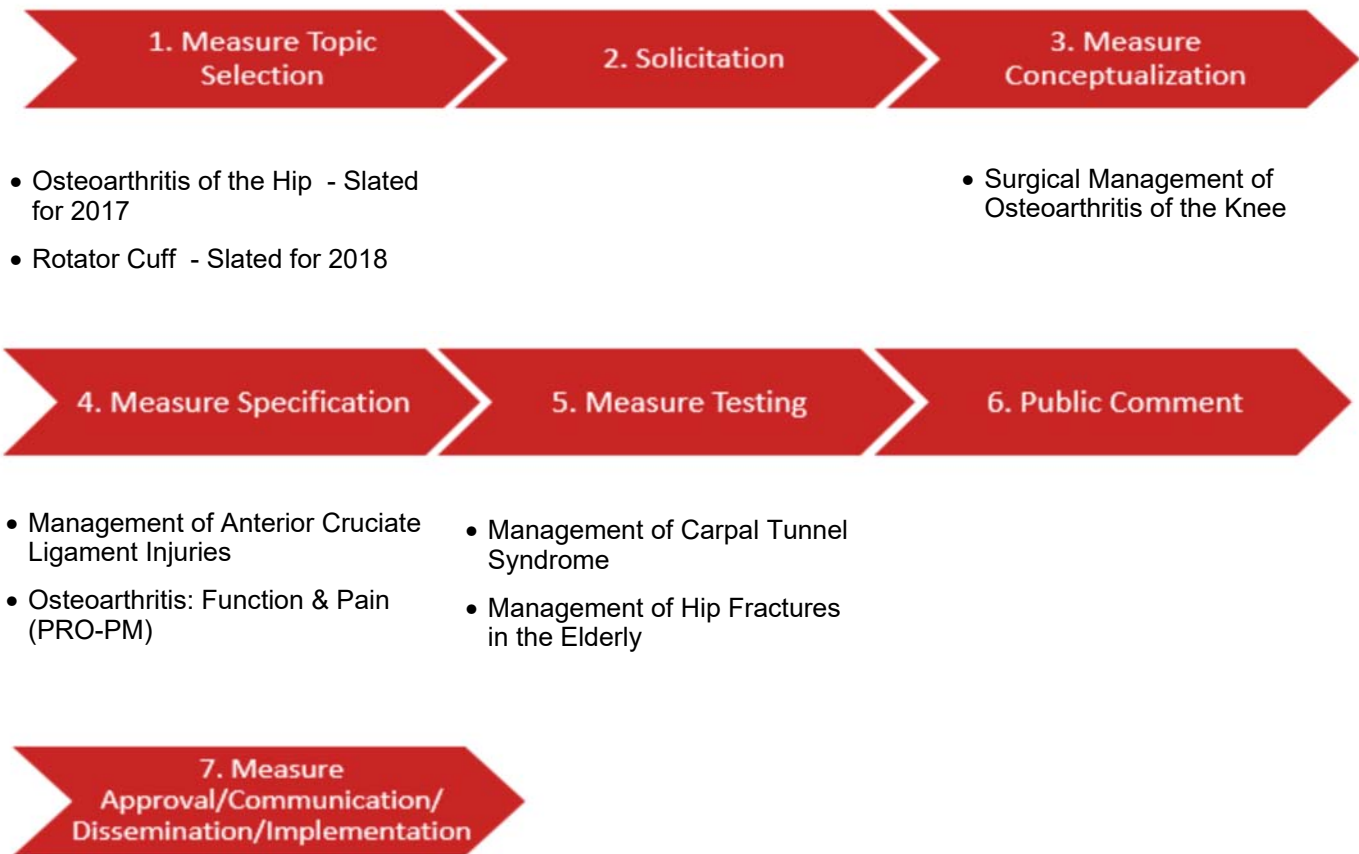 1. Measure Topic
Selection
2. Solicitation
3. Measure
Conceptualization
• Osteoarthritis of the Hip - Slated
for 2017
• Rotator Cuff - Slated for 2018
• Surgical Management of
Osteoarthritis of the Knee
4. Measure Specification
5. Measure Testing
6. Public Comment
• Management of Anterior Cruciate
Ligament Injuries
• Osteoarthritis: Function & Pain
(PRO-PM)
• Management of Carpal Tunnel
Syndrome
• Management of Hip Fractures
in the Elderly
7. Measure
Approval/Communication/
Dissemination/Implementation